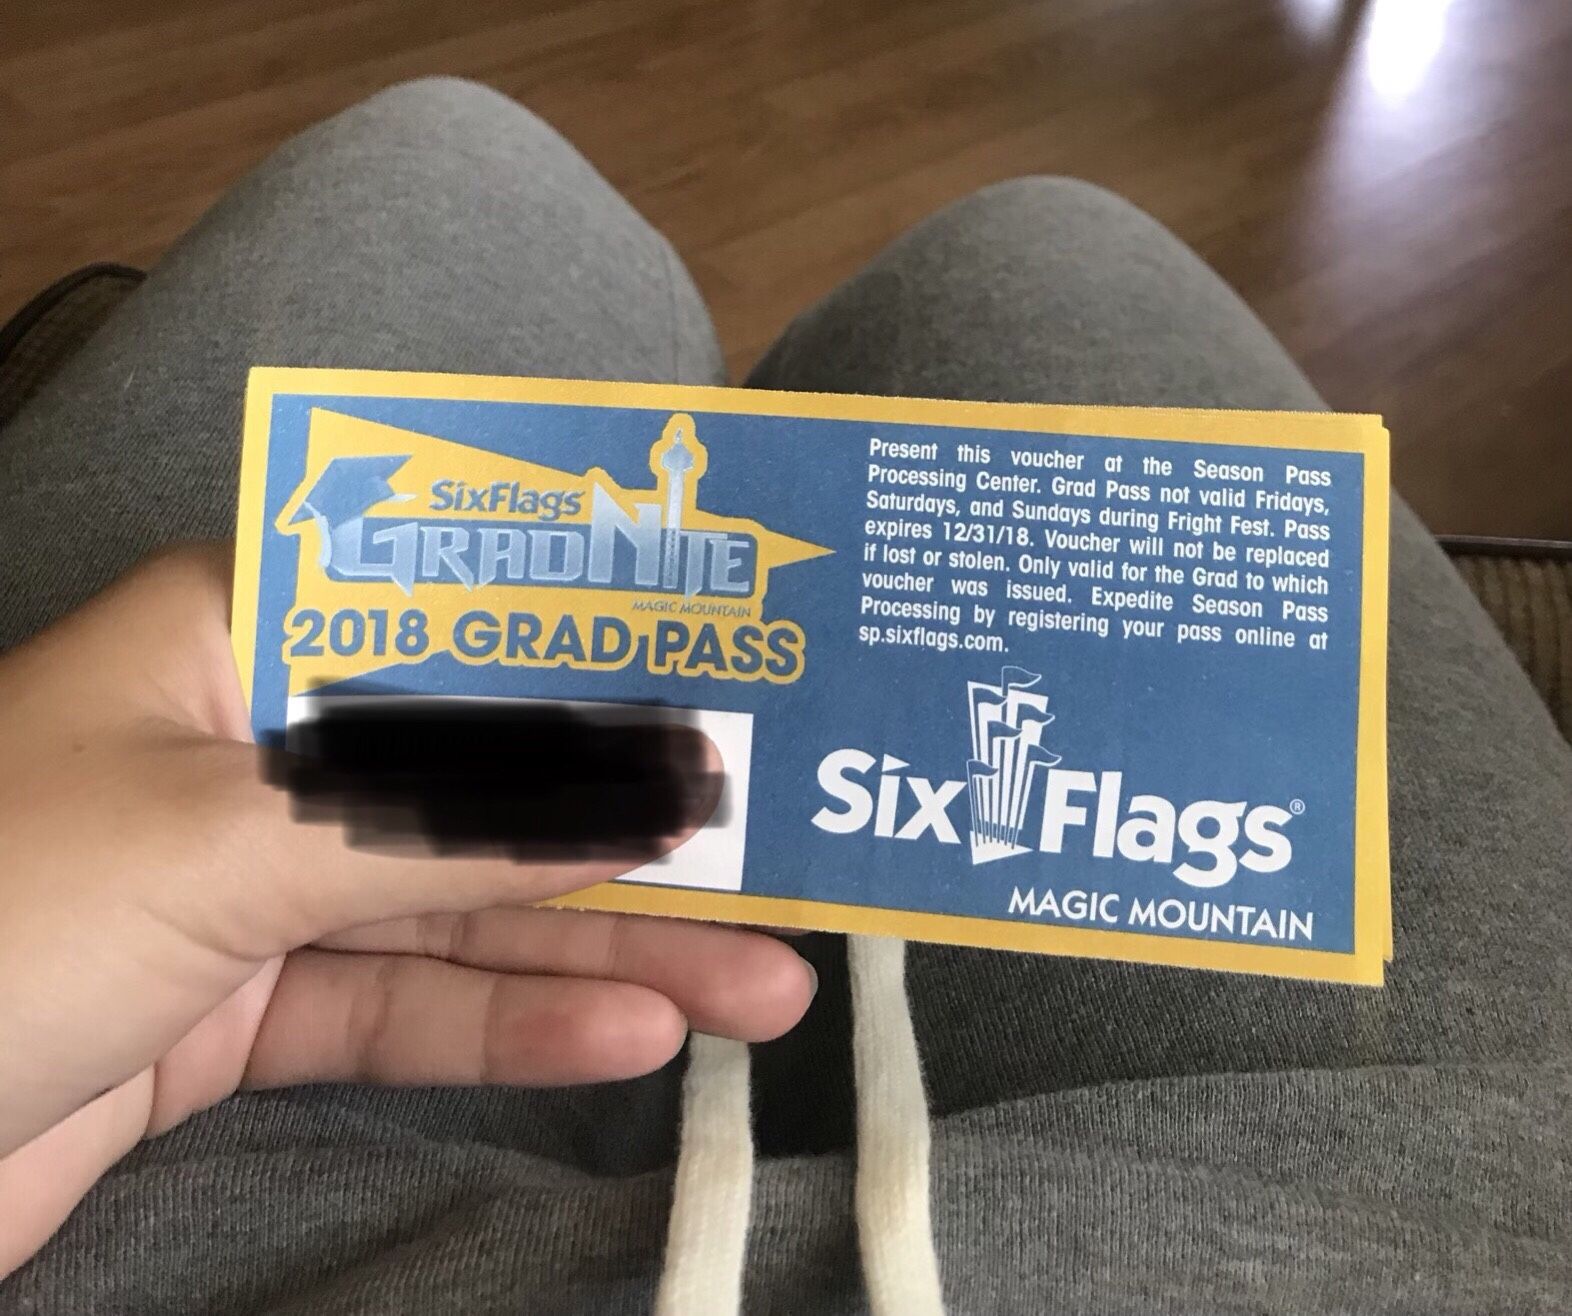 SixFlags
GRADNITE
MAGIC MOUNTAIN
2018 GRAD PASS
Present this voucher at the Season Pass
Processing Center. Grad Pass not valid Fridays,
Saturdays, and Sundays during Fright Fest. Pass
expires 12/31/18. Voucher will not be replaced
if lost or stolen. Only valid for the Grad to which
voucher was issued. Expedite Season Pass
Processing by registering your pass online at
sp.sixflags.com.
Six Flags®
MAGIC MOUNTAIN